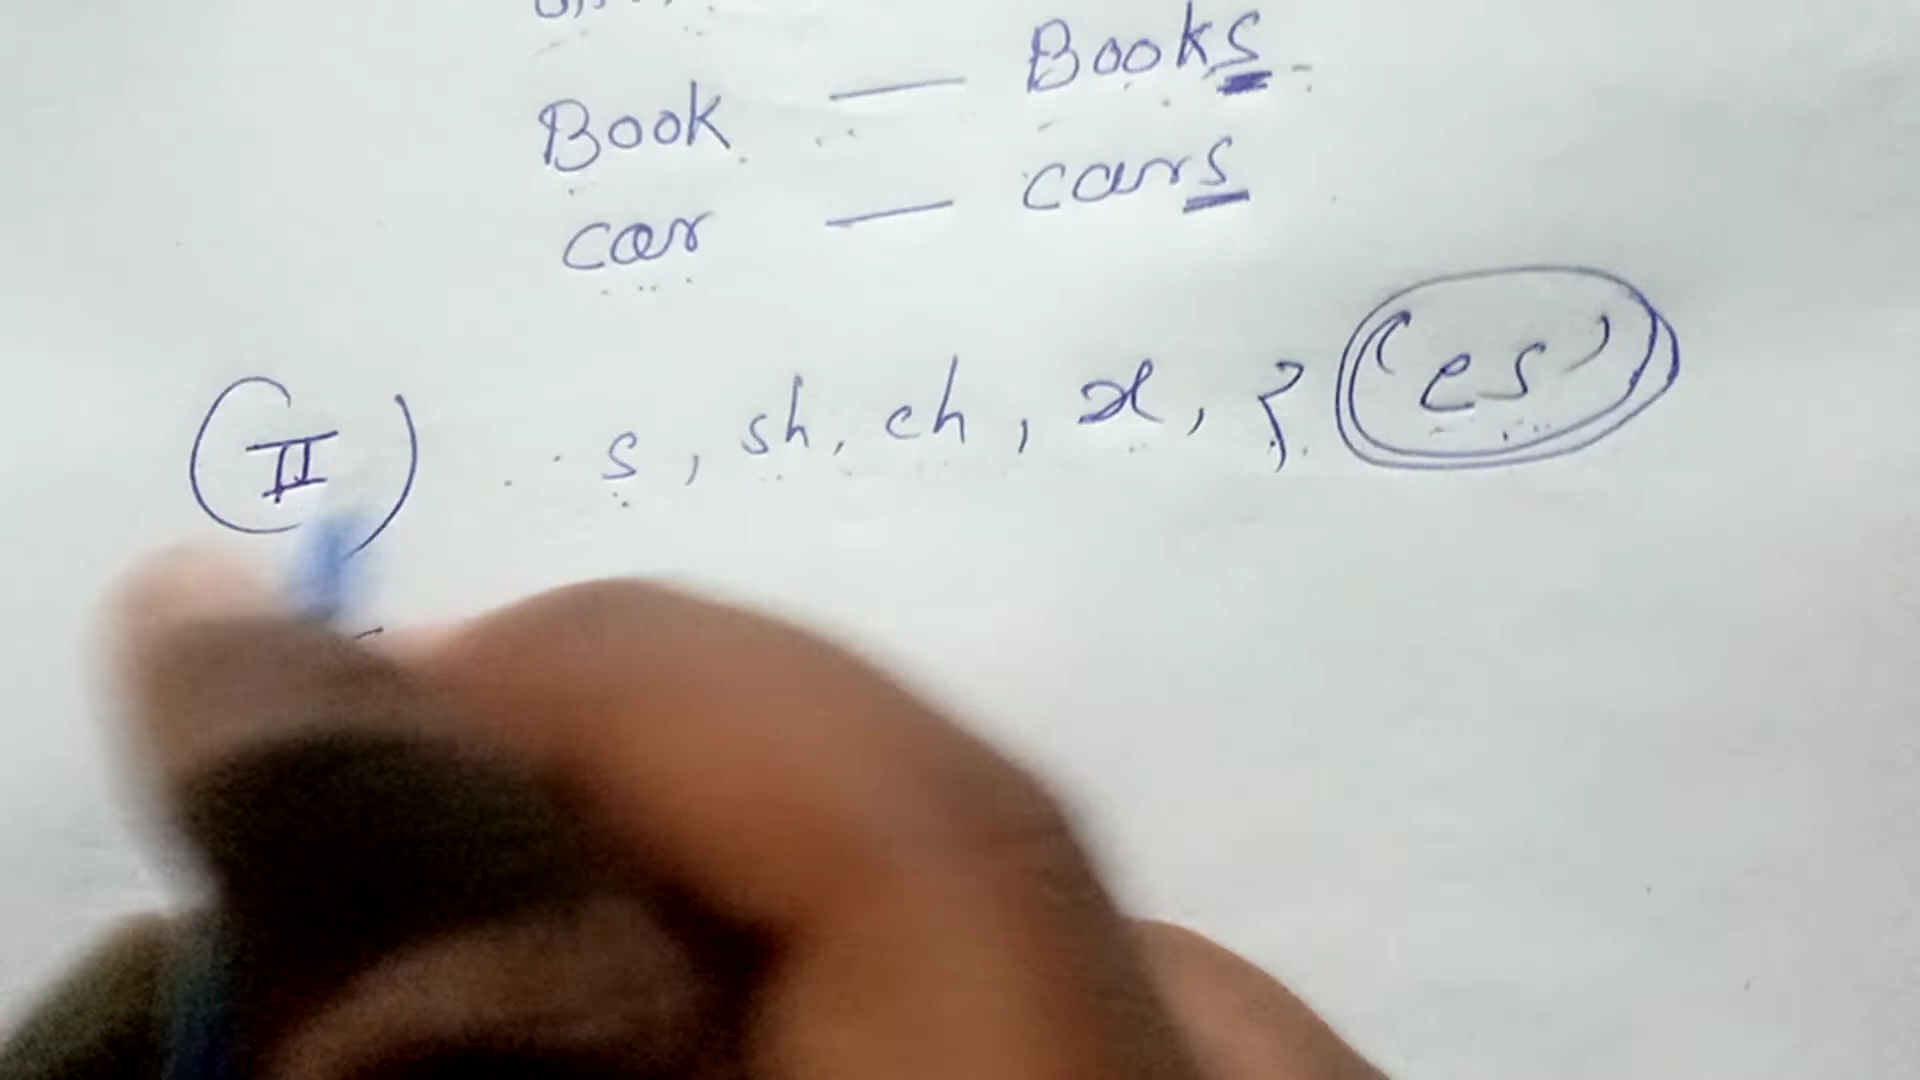 Book — Books
car — cars
(II) s, sh, ch, x, z 'es'